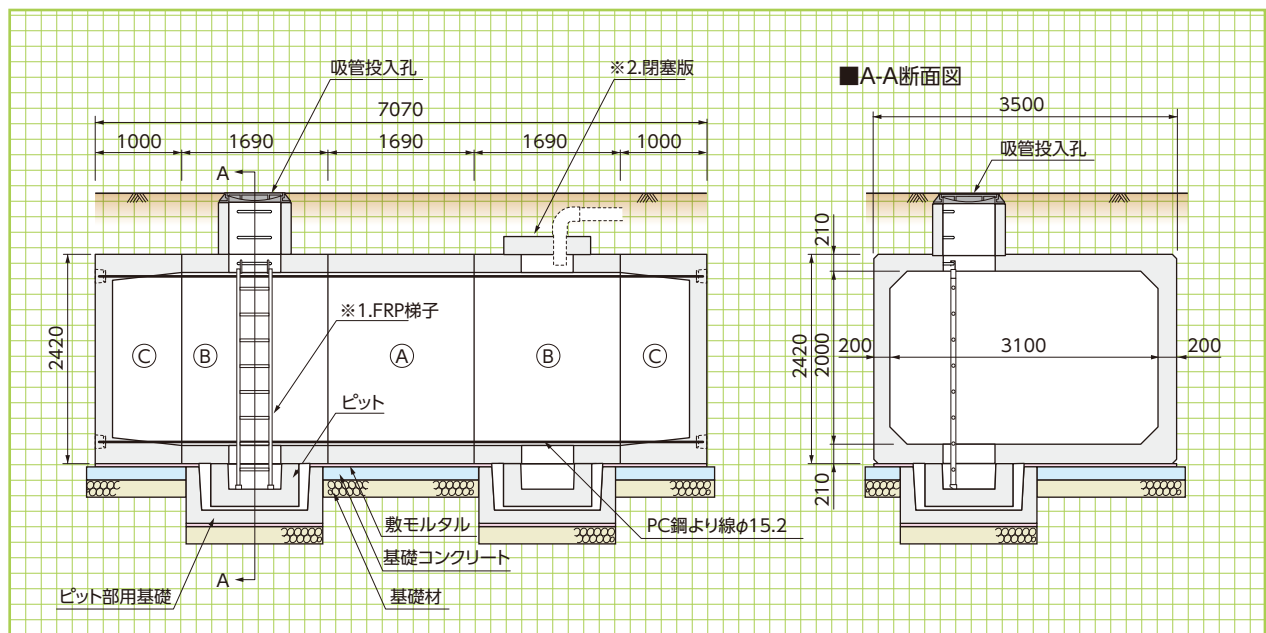 吸管投入孔
※2.閉塞版
■A-A断面図
7070
3500
1000 1690 1690 1690 1000
吸管投入孔
A
210
※1.FRP梯子
2420
C B A B C
2420
2000
200 3100 200
ピット
210
敷モルタル
PC鋼より線φ15.2
基礎コンクリート
A
ピット部用基礎
基礎材